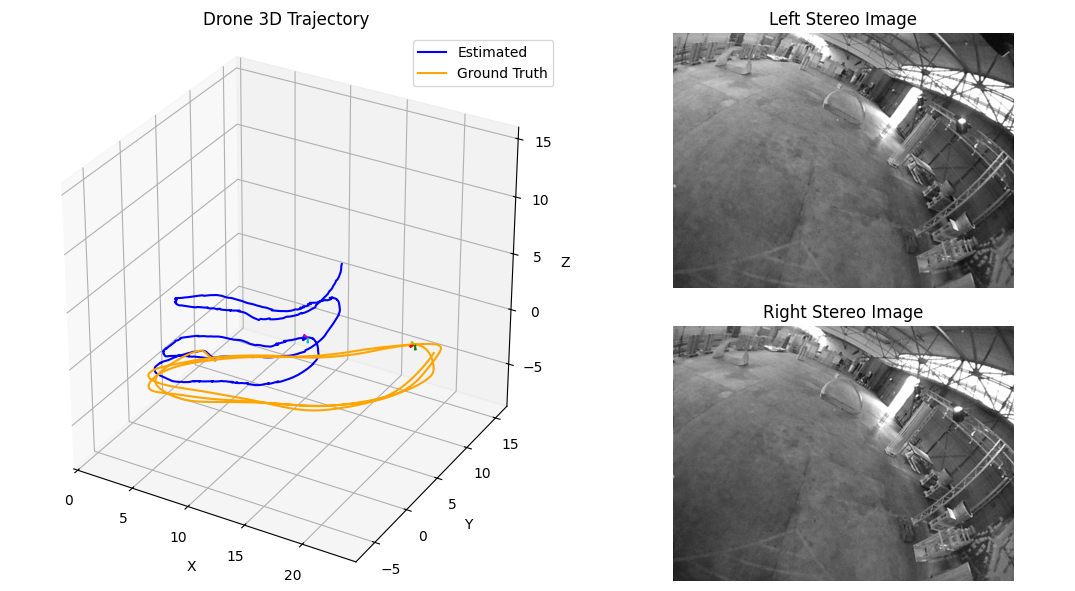 Drone 3D Trajectory
Estimated
Ground Truth
15
10
5
0
−5
Z
0
5
10
15
20
X
−5
0
5
10
15
Y
Left Stereo Image
Right Stereo Image